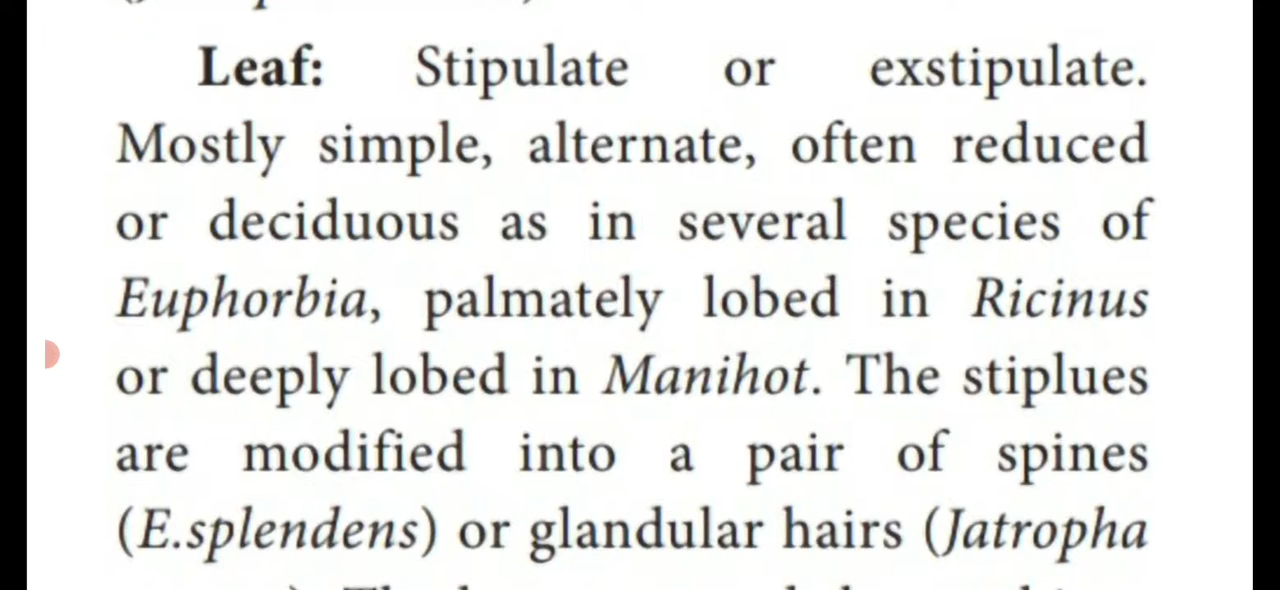 Leaf: Stipulate or exstipulate.
Mostly simple, alternate, often reduced
or deciduous as in several species of
Euphorbia, palmately lobed in Ricinus
or deeply lobed in Manihot. The stiplues
are modified into a pair of spines
(E.splendens) or glandular hairs (Jatropha